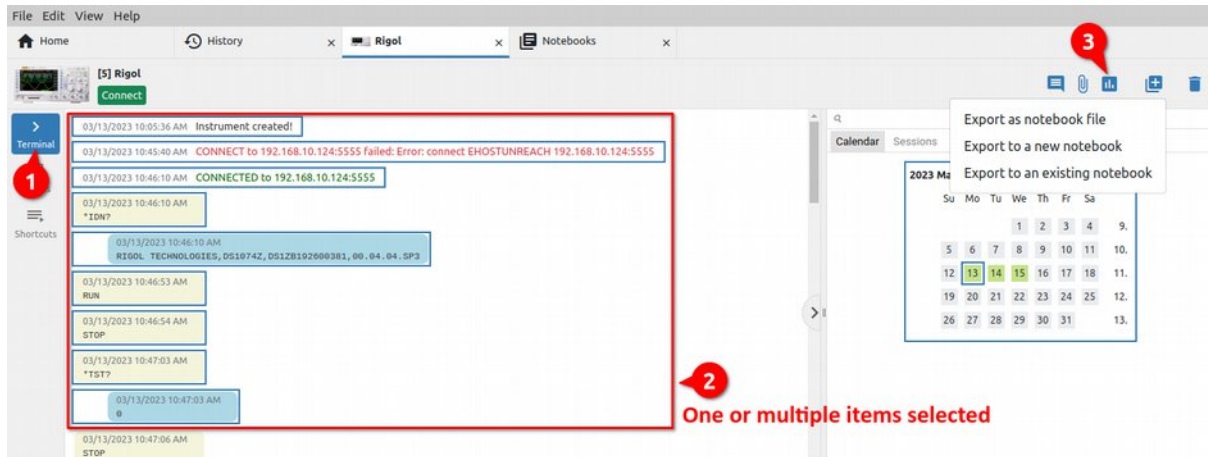 File Edit View Help
Home
History x
Rigol x
Notebooks x
3
[5] Rigol
Connect
Export as notebook file
Export to a new notebook
Export to an existing notebook
Terminal
1
Shortcuts
03/13/2023 10:05:36 AM Instrument created!
03/13/2023 10:45:40 AM CONNECT to 192.168.10.124:5555 failed: Error: connect EHOSTUNREACH 192.168.10.124:5555
03/13/2023 10:46:10 AM CONNECTED to 192.168.10.124:5555
03/13/2023 10:46:10 AM
*IDN?
03/13/2023 10:46:10 AM
RIGOL TECHNOLOGIES,DS1074Z,DS1ZB192600381,00.04.04.SP3
03/13/2023 10:46:53 AM
RUN
03/13/2023 10:46:54 AM
STOP
03/13/2023 10:47:03 AM
*TST?
03/13/2023 10:47:03 AM
0
03/13/2023 10:47:06 AM
STOP
2
One or multiple items selected
Calendar Sessions
2023 Ma
Su Mo Tu We Th Fr Sa
1 2 3 4 9.
5 6 7 8 9 10 11 10.
12 13 14 15 16 17 18 11.
19 20 21 22 23 24 25 12.
26 27 28 29 30 31 13.